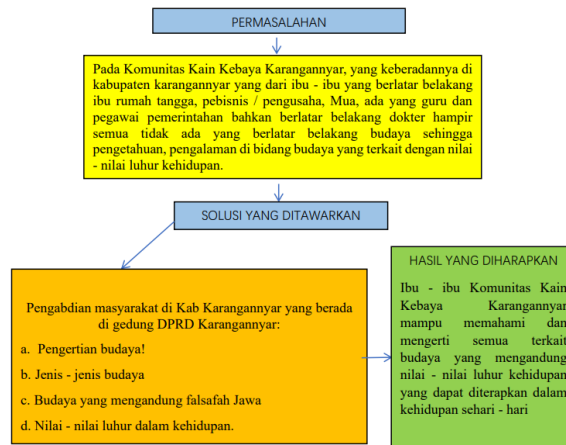 PERMASALAHAN
Pada Komunitas Kain Kebaya Karangannyar, yang keberadannya di
kabupaten karangannyar yang dari ibu - ibu yang berlatar belakang
ibu rumah tangga, pebisnis / pengusaha, Mua, ada yang guru dan
pegawai pemerintahan bahkan berlatar belakang dokter hampir
semua tidak ada yang berlatar belakang budaya sehingga
pengetahuan, pengalaman di bidang budaya yang terkait dengan nilai
- nilai luhur kehidupan.
SOLUSI YANG DITAWARKAN
Pengabdian masyarakat di Kab Karangannyar yang berada
di gedung DPRD Karangannyar:
a. Pengertian budaya!
b. Jenis - jenis budaya
c. Budaya yang mengandung falsafah Jawa
d. Nilai - nilai luhur dalam kehidupan.
HASIL YANG DIHARAPKAN
Ibu - ibu Komunitas Kain
Kebaya Karangannyar
mampu memahami dan
mengerti semua terkait
budaya yang mengandung
nilai - nilai luhur kehidupan
yang dapat diterapkan dalam
kehidupan sehari - hari